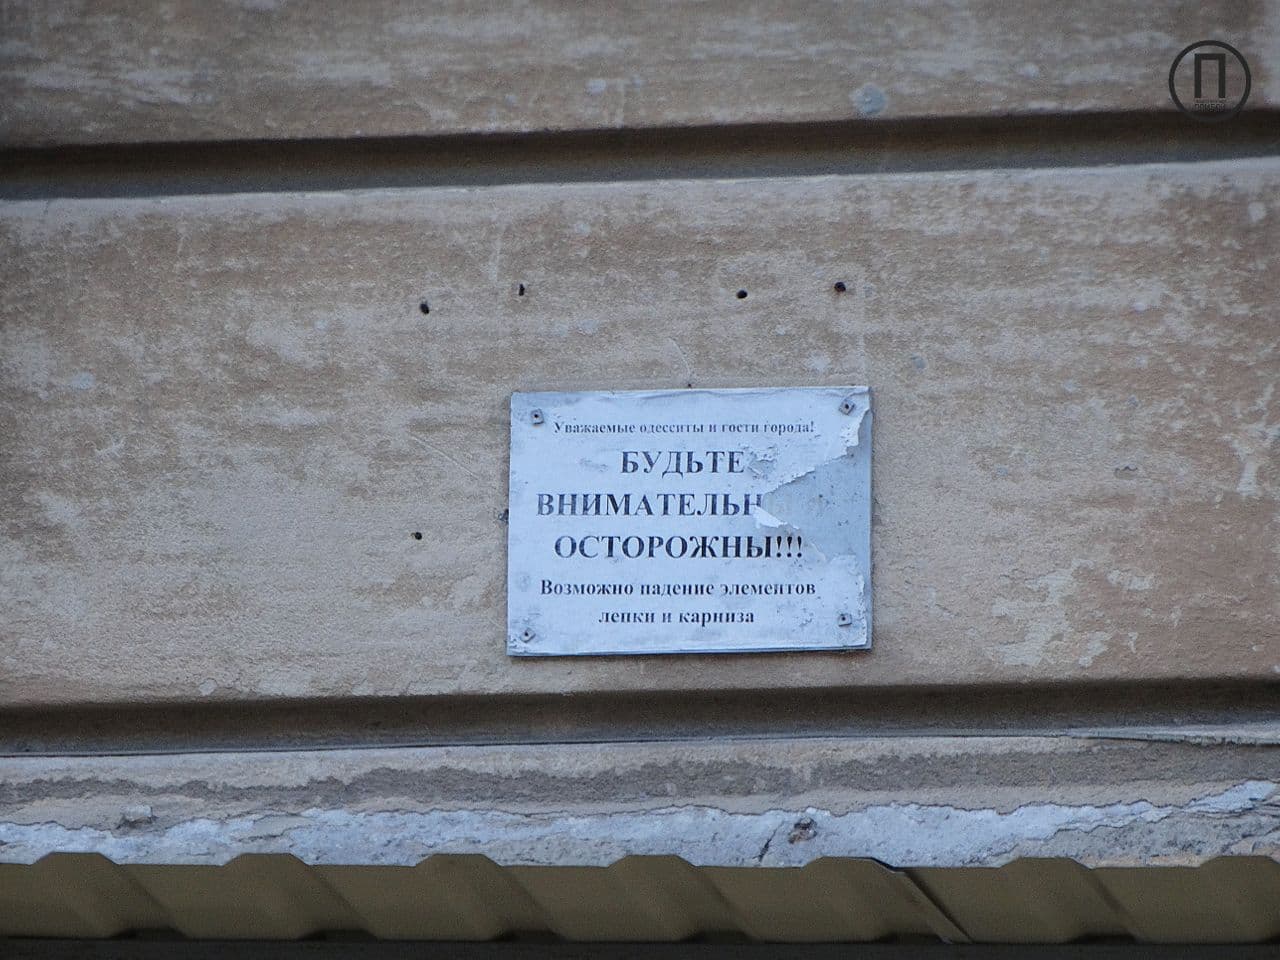 Уважаемые одесситы и гости города!
БУДЬТЕ
ВНИМАТЕЛЬН
ОСТОРОЖНЫ!!!
Возможно падение элементов
лепки и карниза
П